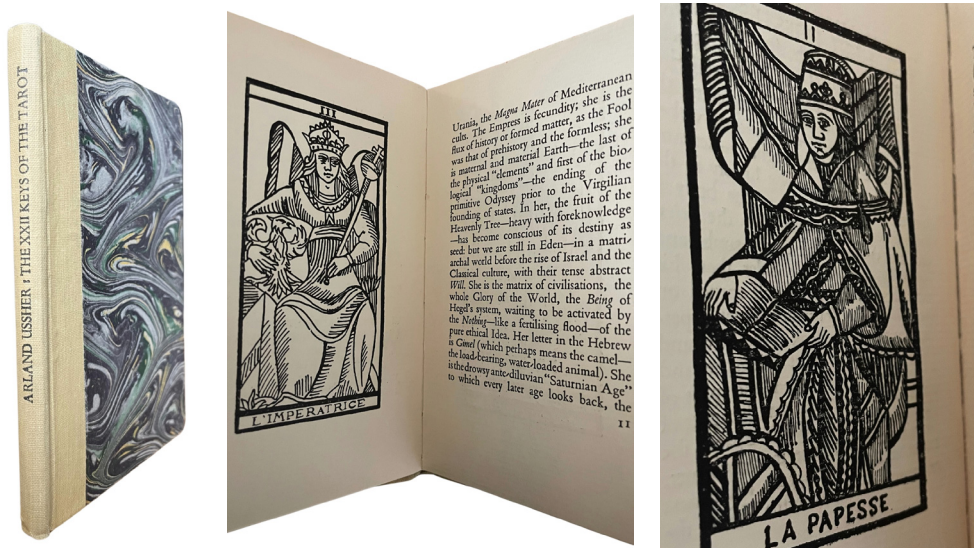 ARLAND USSHER : THE XXII KEYS OF THE TAROT
III
L'IMPERATRICE
Urania, the Magna Mater of Mediterranean
cults. The Empress is fecundity; she is the
flux of history or formed matter, as the Fool
was that of prehistory and the formless; she
is maternal and material Earth—the last of
the physical "elements" and first of the bio-
logical "kingdoms"—the ending of the
primitive Odyssey prior to the Virgilian
founding of states. In her, the fruit of the
Heavenly Tree—heavy with foreknowledge
—has become conscious of its destiny as
seed: but we are still in Eden—in a matri-
archal world before the rise of Israel and the
Classical culture, with their tense abstract
Will. She is the matrix of civilisations, the
whole Glory of the World, the Being of
Hegel's system, waiting to be activated by
the Nothing—like a fertilising flood—of the
pure ethical Idea. Her letter in the Hebrew
is Gimel (which perhaps means the camel—
the load-bearing, water-loaded animal). She
is the drowsy ante-diluvian "Saturnian Age"
to which every later age looks back, the
11
II
LA PAPESSE